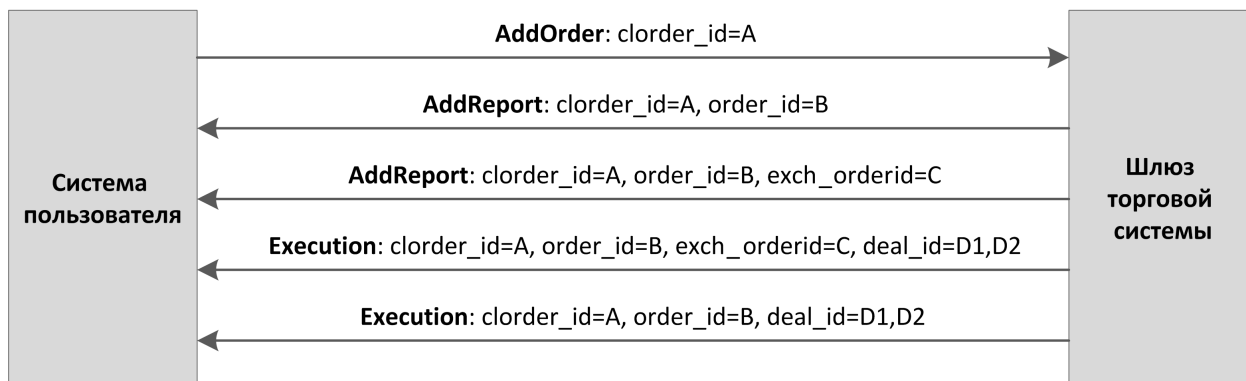 AddOrder: clorder_id=A
AddReport: clorder_id=A, order_id=B
AddReport: clorder_id=A, order_id=B, exch_orderid=C
Execution: clorder_id=A, order_id=B, exch_orderid=C, deal_id=D1,D2
Execution: clorder_id=A, order_id=B, deal_id=D1,D2
Система
пользователя
Шлюз
торговой
системы